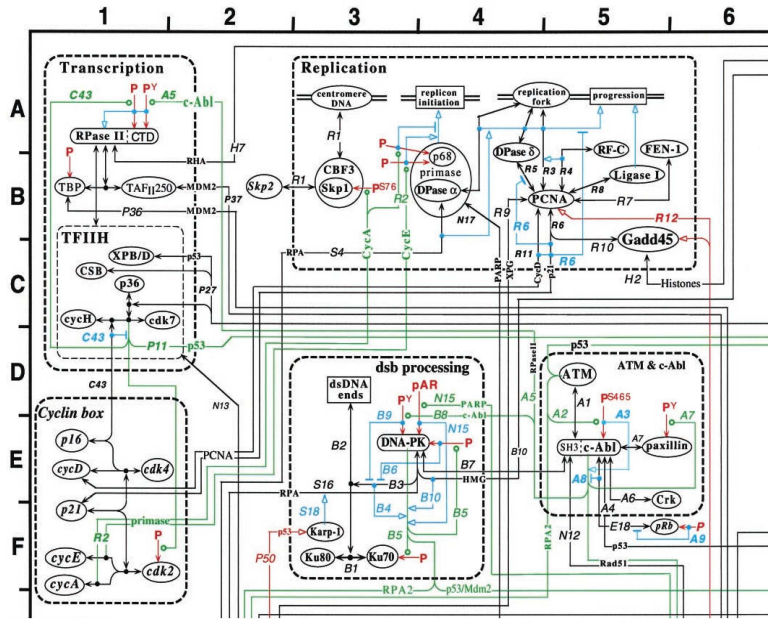 1 2 3 4 5 6
A
B
C
D
E
F
Transcription
C43 P PY A5 c-Abl
RPase II CTD
RHA
H7
P
TBP TAFII250 MDM2
P37
P36 MDM2
TFIIH
XPB/D p53
CSB
p36 P27
cycH cdk7
C43
P11 p53
C43
N13
Cyclin box
p16
cycD cdk4
PCNA
p21
primase
R2 P
cycE
cycA cdk2
Replication
centromere DNA
replicon initiation
replication fork
progression
R1
P p68
P primase
DPase α
CBF3
Skp2 R1 Skp1 PS76
R2
N17
S4
RPA
CycA
CycE
DPase δ
RF-C FEN-1
R5 R3 R4
Ligase I
R8
PCNA R7
R9
R6 R6 R12
R10 Gadd45
R11 R6
PARP
XPG
CycD
p21
H2 Histones
dsb processing
dsDNA ends
pAR
PY N15 PARP
B9 B8 c-Abl
N15
DNA-PK P
B2
B6
B7
B3 HMG
B10
RPA S16
B10
S18 B4
B5
p53 Karp-1
B5
P50
Ku80 Ku70 P
B1
RPA2 p53/Mdm2
RPaseII
A5
B10
RPA2
p53
ATM & c-Abl
ATM
PS465 PY
A1
A2 A3 A7
SH3 c-Abl A7 paxillin
A8
A6 Crk
A4
E18 pRb P
A9
N12 p53
Rad51